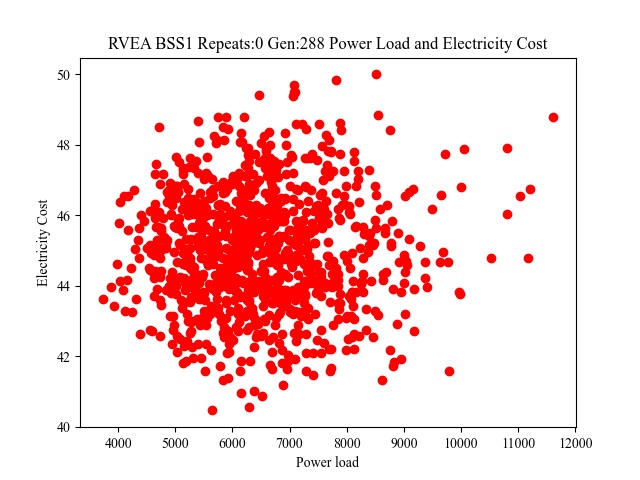 RVEA BSS1 Repeats:0 Gen:288 Power Load and Electricity Cost
50
48
46
44
42
40
Electricity Cost
4000 5000 6000 7000 8000 9000 10000 11000 12000
Power load